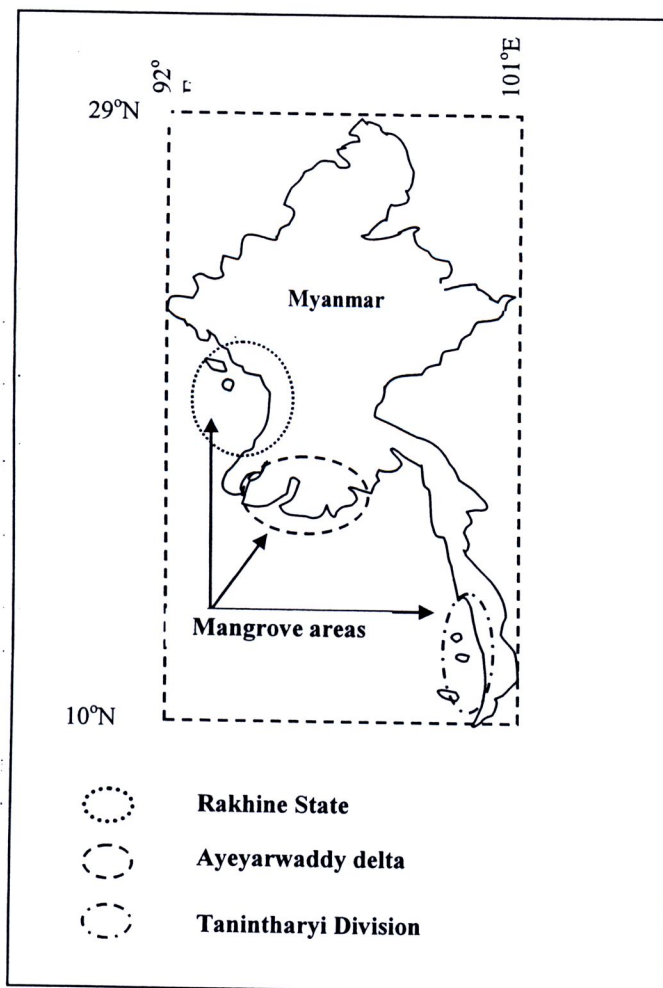 92°
101°E
29°N
Myanmar
Mangrove areas
10°N
Rakhine State
Ayeyarwaddy delta
Tanintharyi Division